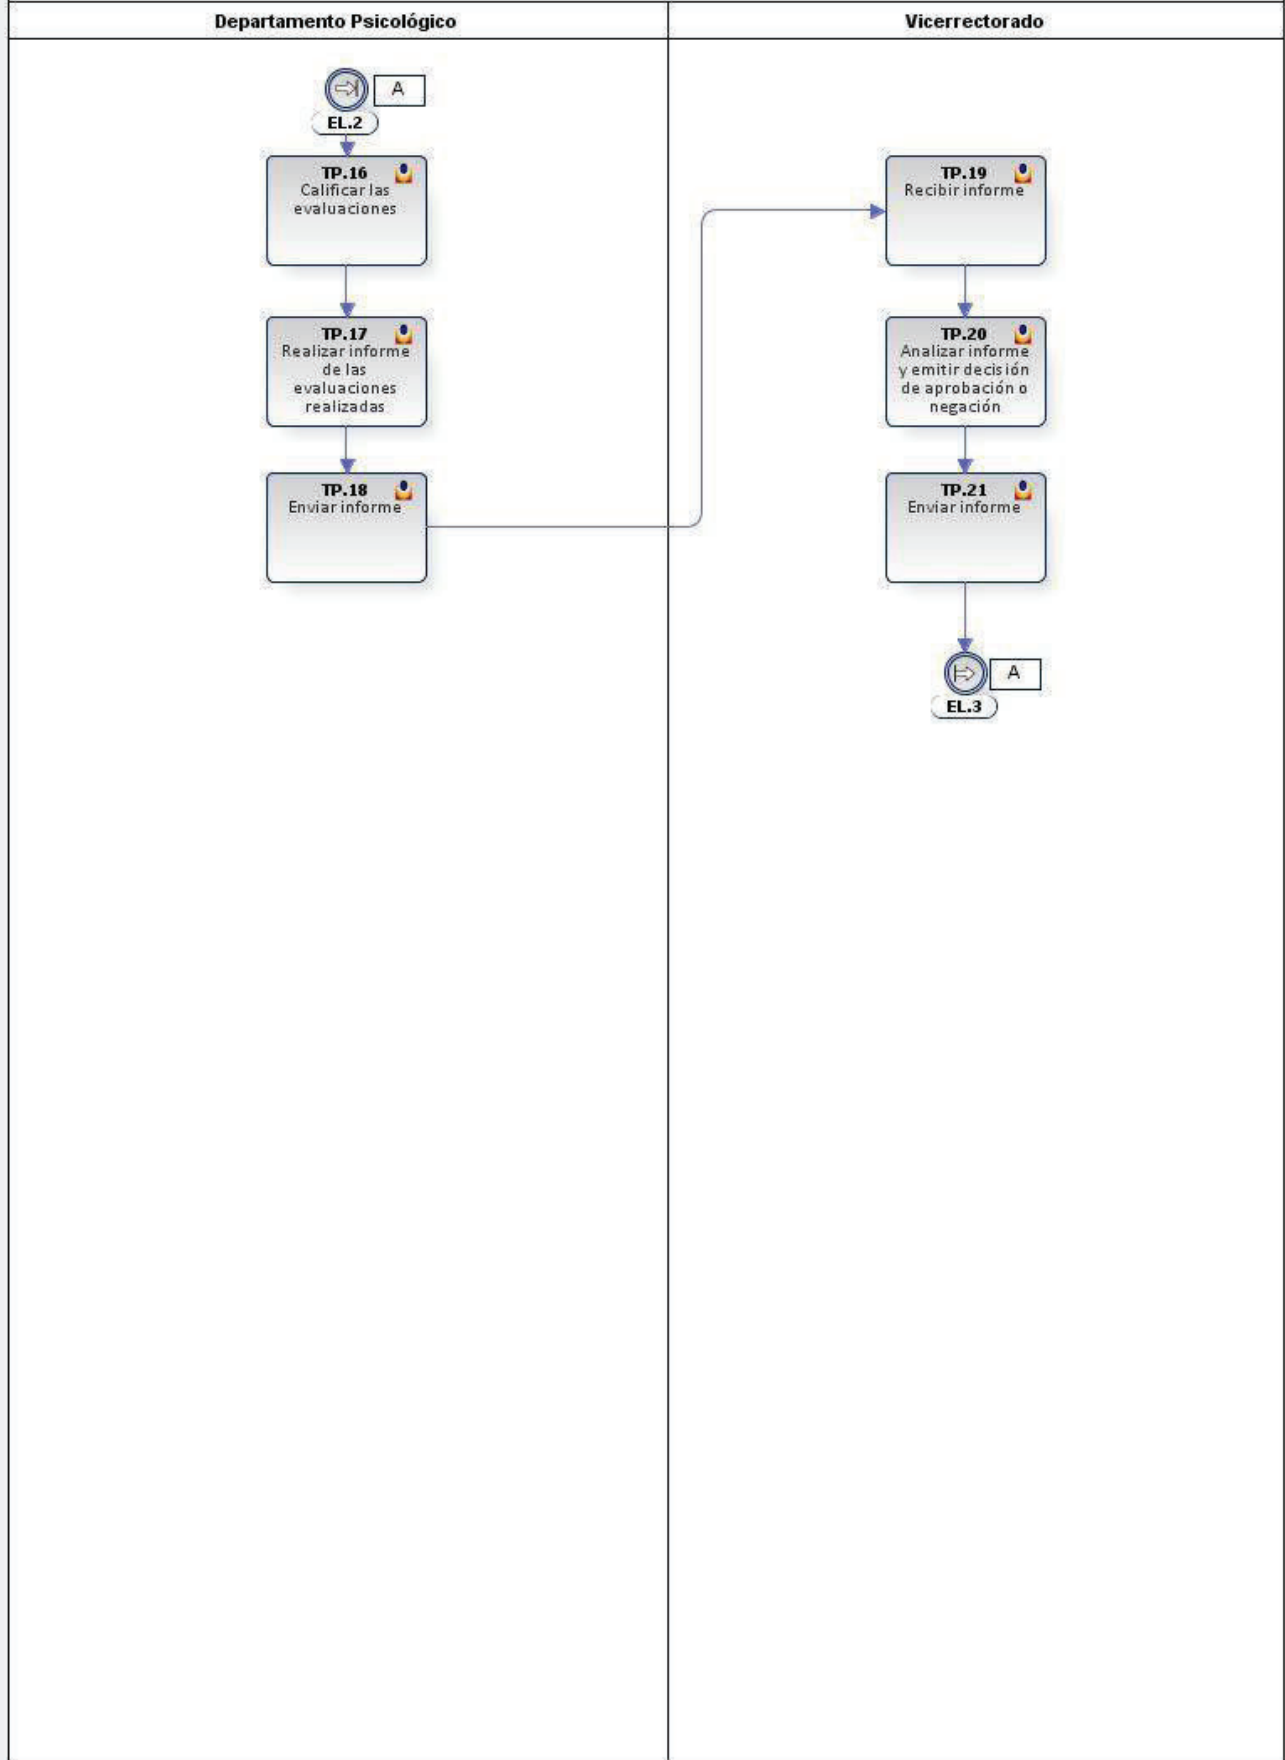 Departamento Psicológico
Vicerrectorado
A
EL.2
TP.16
Calificar las
evaluaciones
TP.17
Realizar informe
de las
evaluaciones
realizadas
TP.18
Enviar informe
TP.19
Recibir informe
TP.20
Analizar informe
y emitir decisión
de aprobación o
negación
TP.21
Enviar informe
A
EL.3